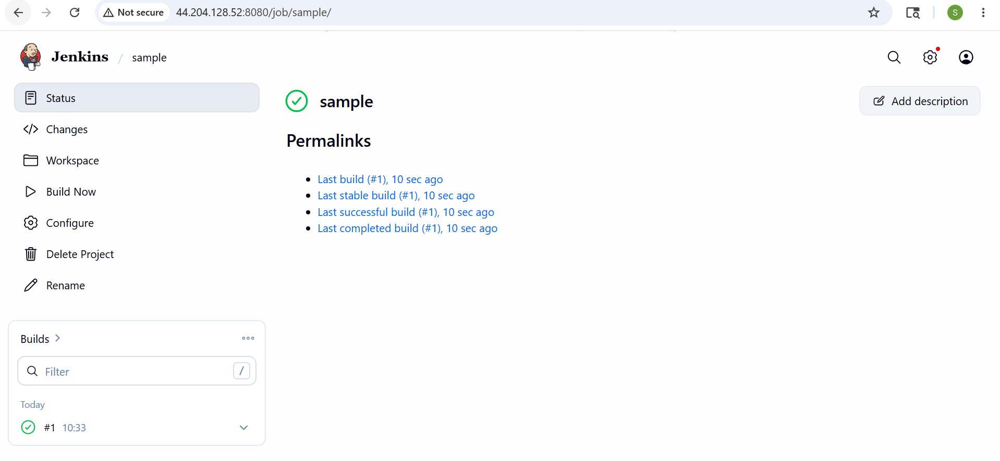 Not secure 44.204.128.52:8080/job/sample/ S
Jenkins / sample
Status
Changes
Workspace
Build Now
Configure
Delete Project
Rename
Builds
Filter /
Today
#1 10:33
sample
Add description
Permalinks
Last build (#1), 10 sec ago
Last stable build (#1), 10 sec ago
Last successful build (#1), 10 sec ago
Last completed build (#1), 10 sec ago